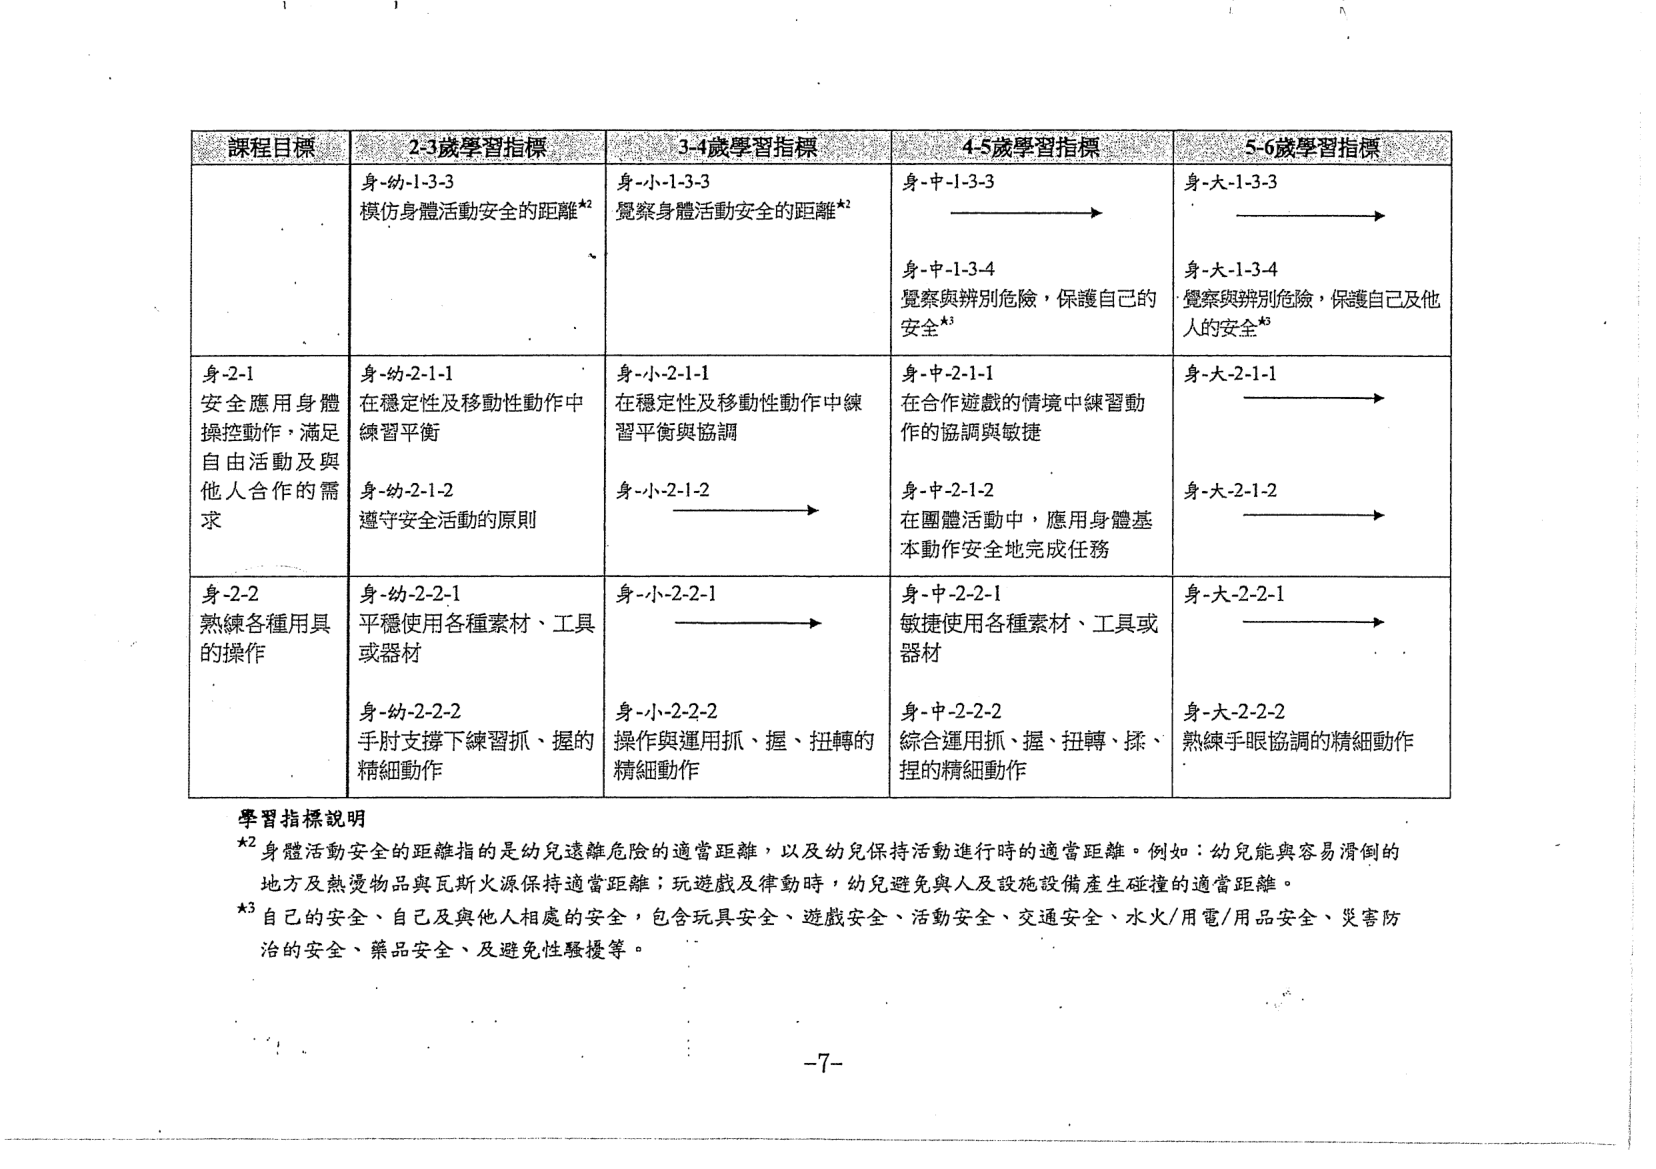 課程目標 2-3歲學習指標 3-4歲學習指標 4-5歲學習指標 5-6歲學習指標
身-幼-1-3-3
模仿身體活動安全的距離★2
身-小-1-3-3
覺察身體活動安全的距離★2
身-中-1-3-3
→
身-中-1-3-4
覺察與辨別危險，保護自己的
安全★3
身-大-1-3-3
→
身-大-1-3-4
覺察與辨別危險，保護自己及他
人的安全★3
身-2-1
安全應用身體
操控動作，滿足
自由活動及與
他人合作的需
求
身-幼-2-1-1
在穩定性及移動性動作中
練習平衡
身-幼-2-1-2
遵守安全活動的原則
身-小-2-1-1
在穩定性及移動性動作中練
習平衡與協調
身-小-2-1-2
→
身-中-2-1-1
在合作遊戲的情境中練習動
作的協調與敏捷
身-中-2-1-2
在團體活動中，應用身體基
本動作安全地完成任務
身-大-2-1-1
→
身-大-2-1-2
→
身-2-2
熟練各種用具
的操作
身-幼-2-2-1
平穩使用各種素材、工具
或器材
身-幼-2-2-2
手肘支撐下練習抓、握的
精細動作
身-小-2-2-1
→
身-小-2-2-2
操作與運用抓、握、扭轉的
精細動作
身-中-2-2-1
敏捷使用各種素材、工具或
器材
身-中-2-2-2
綜合運用抓、握、扭轉、揉、
捏的精細動作
身-大-2-2-1
→
身-大-2-2-2
熟練手眼協調的精細動作
學習指標說明
★2 身體活動安全的距離指的是幼兒遠離危險的適當距離，以及幼兒保持活動進行時的適當距離。例如：幼兒能與容易滑倒的
地方及熱燙物品與瓦斯火源保持適當距離；玩遊戲及律動時，幼兒避免與人及設施設備產生碰撞的適當距離。
★3 自己的安全、自己及與他人相處的安全，包含玩具安全、遊戲安全、活動安全、交通安全、水火/用電/用品安全、災害防
治的安全、藥品安全、及避免性騷擾等。
–7–